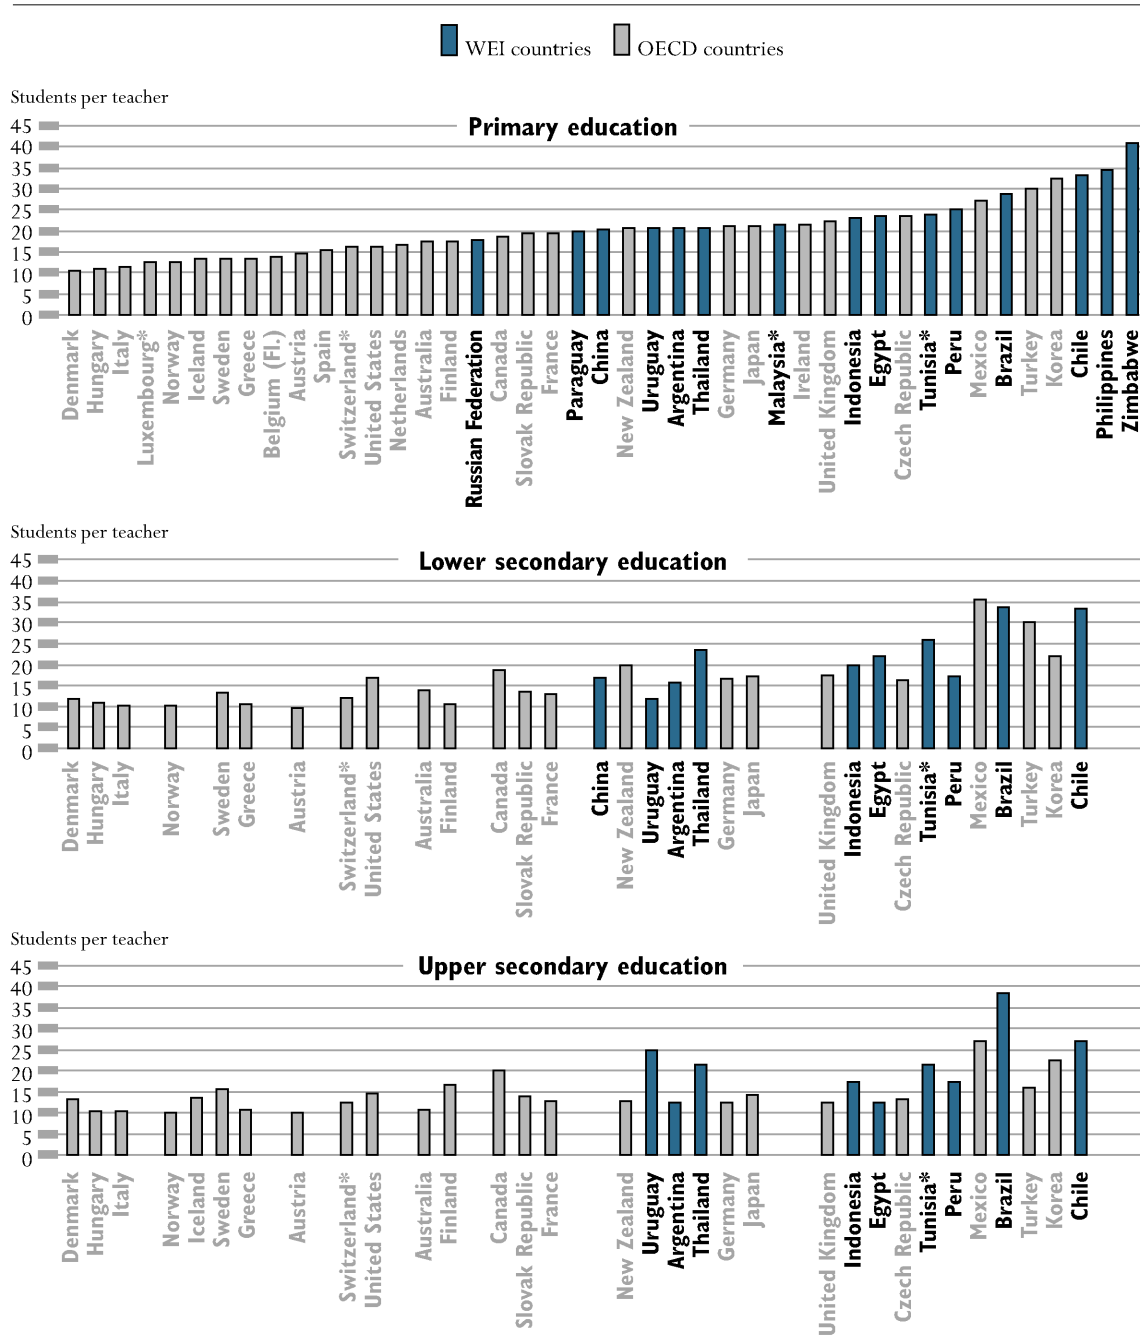 WEI countries OECD countries
Students per teacher
Primary education
45
40
35
30
25
20
15
10
5
0
Denmark
Hungary
Italy
Luxembourg*
Norway
Iceland
Sweden
Greece
Belgium (Fl.)
Austria
Spain
Switzerland*
United States
Netherlands
Australia
Finland
Russian Federation
Canada
Slovak Republic
France
Paraguay
China
New Zealand
Uruguay
Argentina
Thailand
Germany
Japan
Malaysia*
Ireland
United Kingdom
Indonesia
Egypt
Czech Republic
Tunisia*
Peru
Mexico
Brazil
Turkey
Korea
Chile
Philippines
Zimbabwe
Students per teacher
Lower secondary education
45
40
35
30
25
20
15
10
5
0
Denmark
Hungary
Italy
Norway
Sweden
Greece
Austria
Switzerland*
United States
Australia
Finland
Canada
Slovak Republic
France
China
New Zealand
Uruguay
Argentina
Thailand
Germany
Japan
United Kingdom
Indonesia
Egypt
Czech Republic
Tunisia*
Peru
Mexico
Brazil
Turkey
Korea
Chile
Students per teacher
Upper secondary education
45
40
35
30
25
20
15
10
5
0
Denmark
Hungary
Italy
Norway
Iceland
Sweden
Greece
Austria
Switzerland*
United States
Australia
Finland
Canada
Slovak Republic
France
New Zealand
Uruguay
Argentina
Thailand
Germany
Japan
United Kingdom
Indonesia
Egypt
Czech Republic
Tunisia*
Peru
Mexico
Brazil
Turkey
Korea
Chile